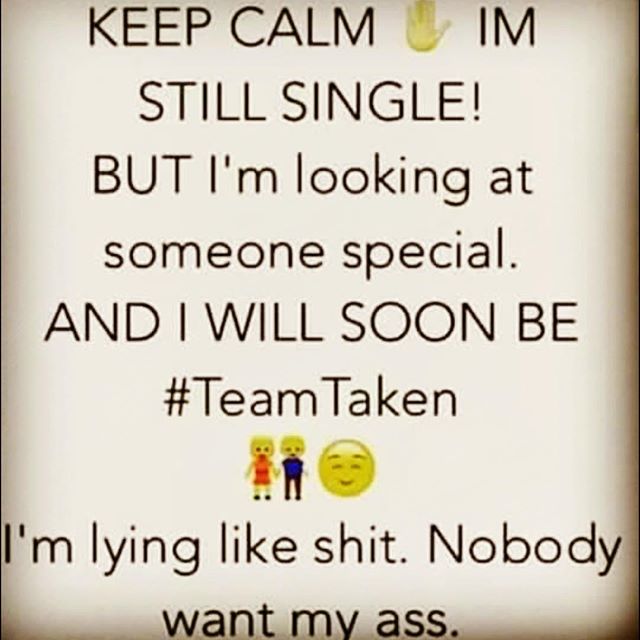 KEEP CALM ✋ IM
STILL SINGLE!
BUT I'm looking at
someone special.
AND I WILL SOON BE
#TeamTaken
👫😊
I'm lying like shit. Nobody
want my ass.